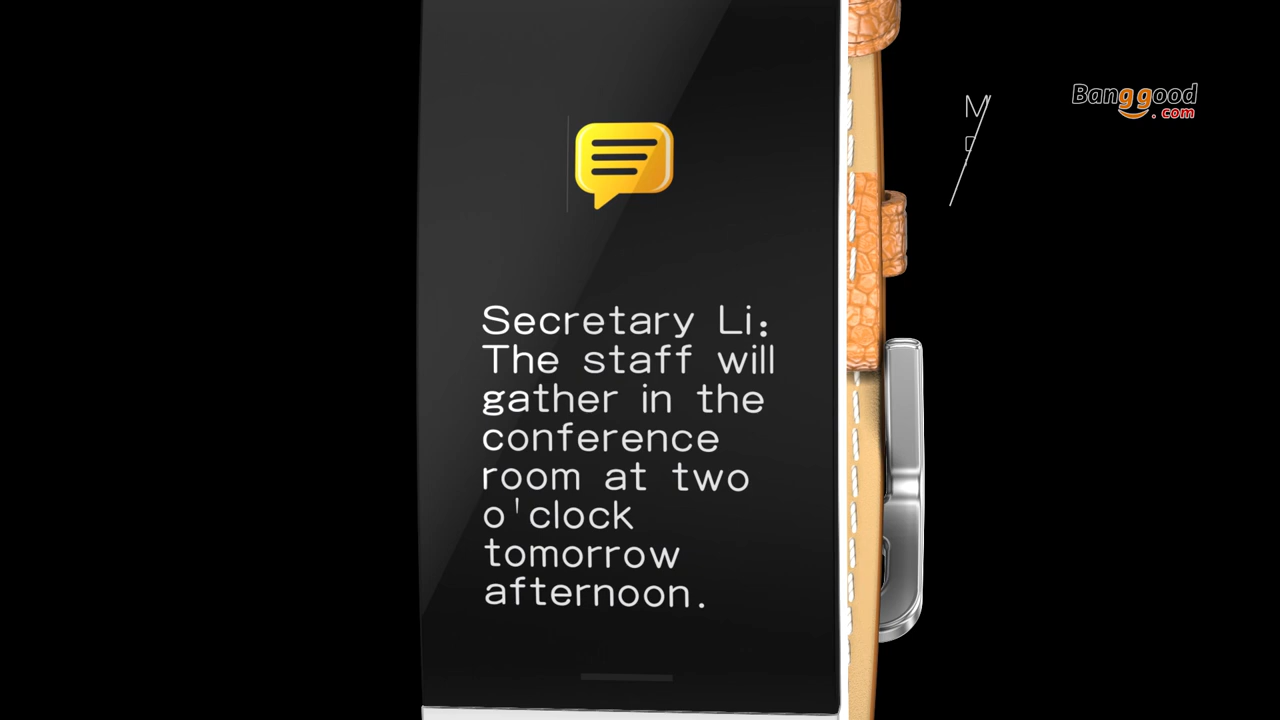 Banggood
.com
Secretary Li:
The staff will
gather in the
conference
room at two
o'clock
tomorrow
afternoon.